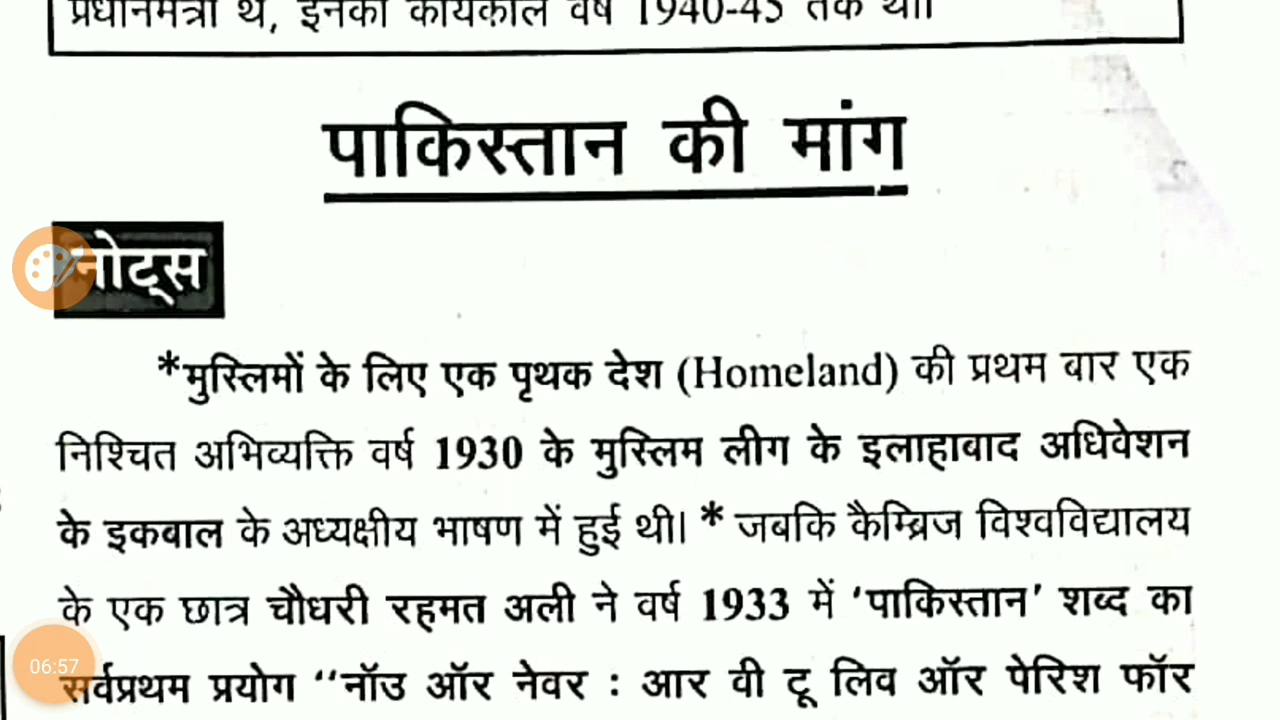 प्रधानमंत्री थे, इनका कार्यकाल वर्ष 1940-45 तक था।
पाकिस्तान की मांग
नोट्स
*मुस्लिमों के लिए एक पृथक देश (Homeland) की प्रथम बार एक
निश्चित अभिव्यक्ति वर्ष 1930 के मुस्लिम लीग के इलाहाबाद अधिवेशन
के इकबाल के अध्यक्षीय भाषण में हुई थी। * जबकि कैम्ब्रिज विश्वविद्यालय
के एक छात्र चौधरी रहमत अली ने वर्ष 1933 में ‘पाकिस्तान’ शब्द का
06:57
सर्वप्रथम प्रयोग “नॉउ ऑर नेवर : आर वी टू लिव ऑर पेरिश फॉर